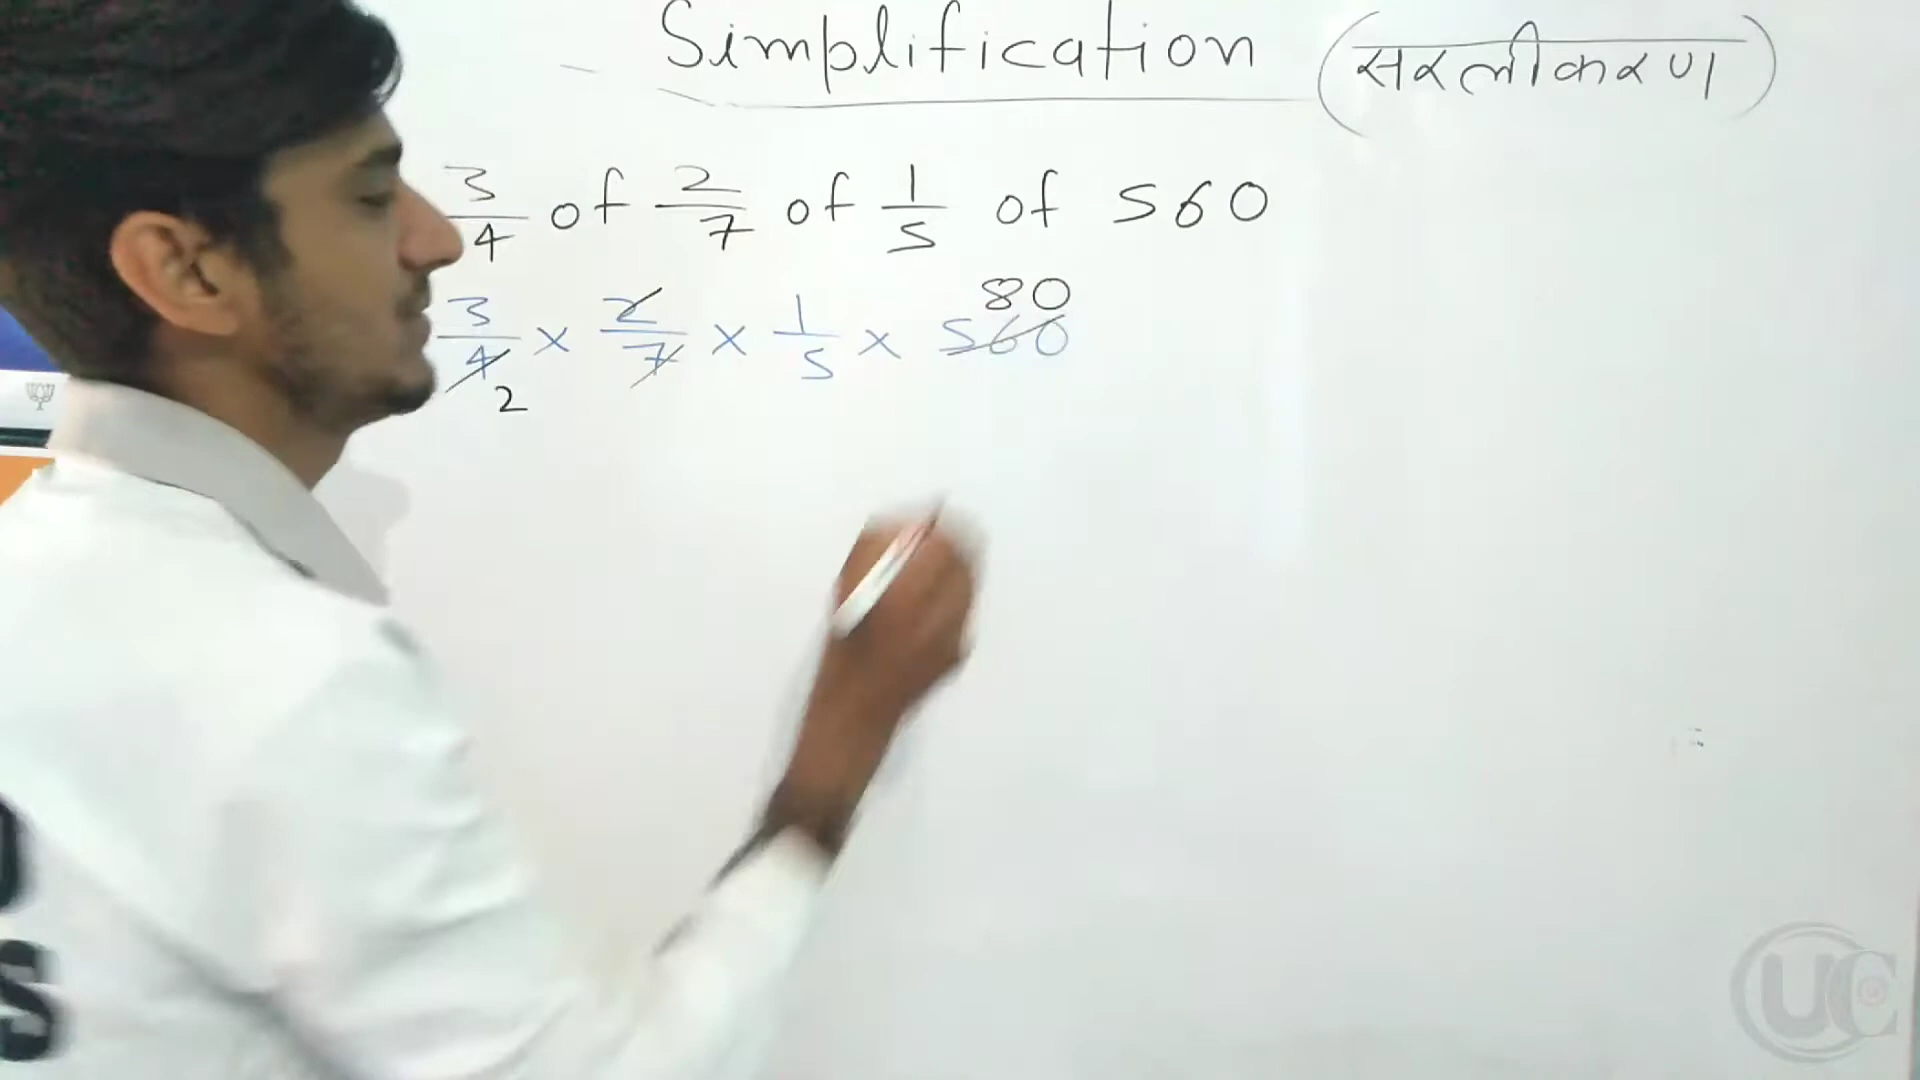 Simplification (सरलीकरण)
3/4 of 2/7 of 1/5 of 560
80
3/4 × 2/7 × 1/5 × 560
2
UC